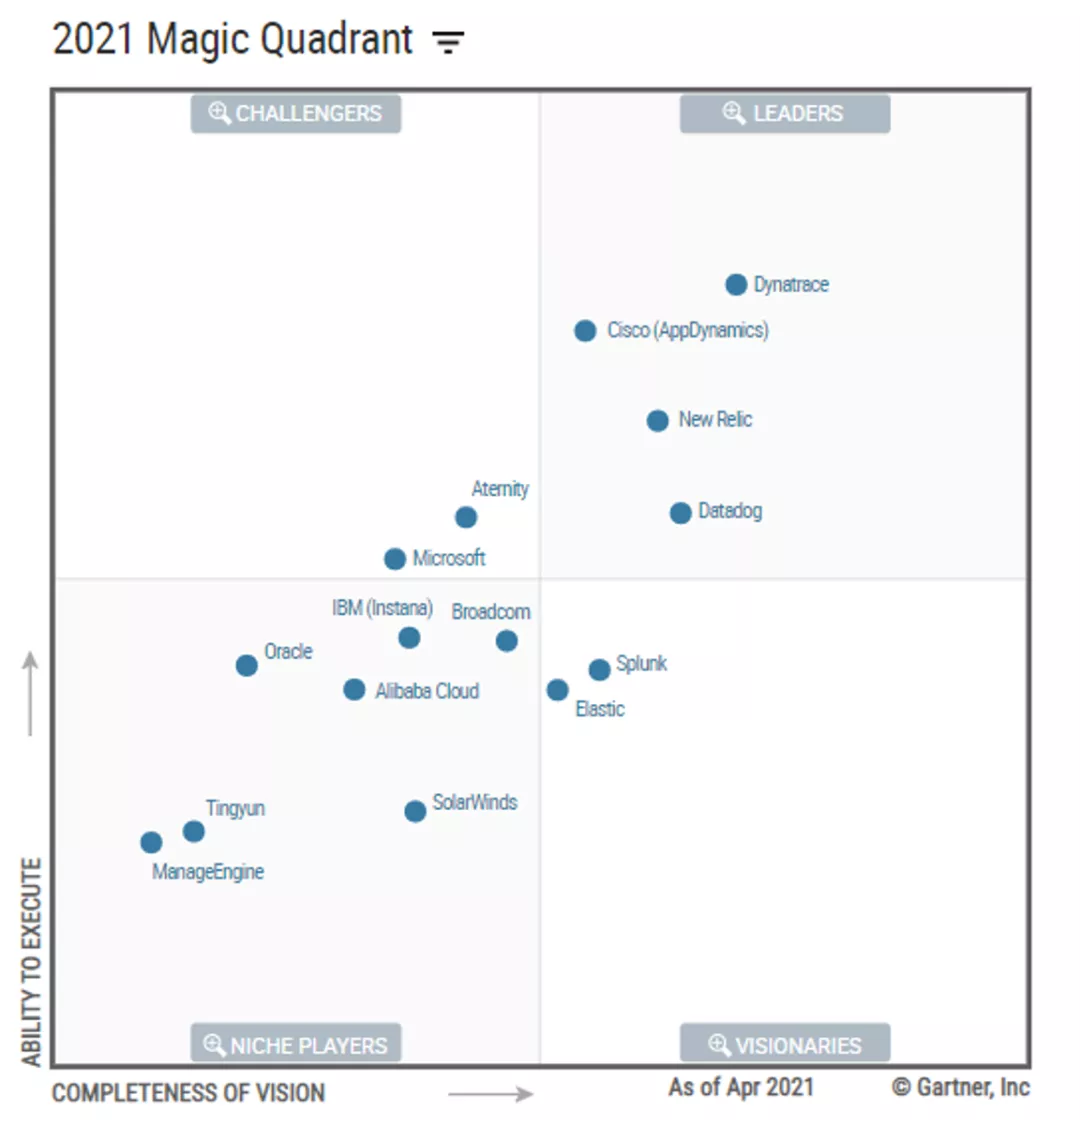 2021 Magic Quadrant
CHALLENGERS
LEADERS
Dynatrace
Cisco (AppDynamics)
New Relic
Aternity
Datadog
Microsoft
IBM (Instana)
Broadcom
Oracle
Splunk
Alibaba Cloud
Elastic
SolarWinds
Tingyun
ManageEngine
ABILITY TO EXECUTE
NICHE PLAYERS
VISIONARIES
COMPLETENESS OF VISION
As of Apr 2021
© Gartner, Inc